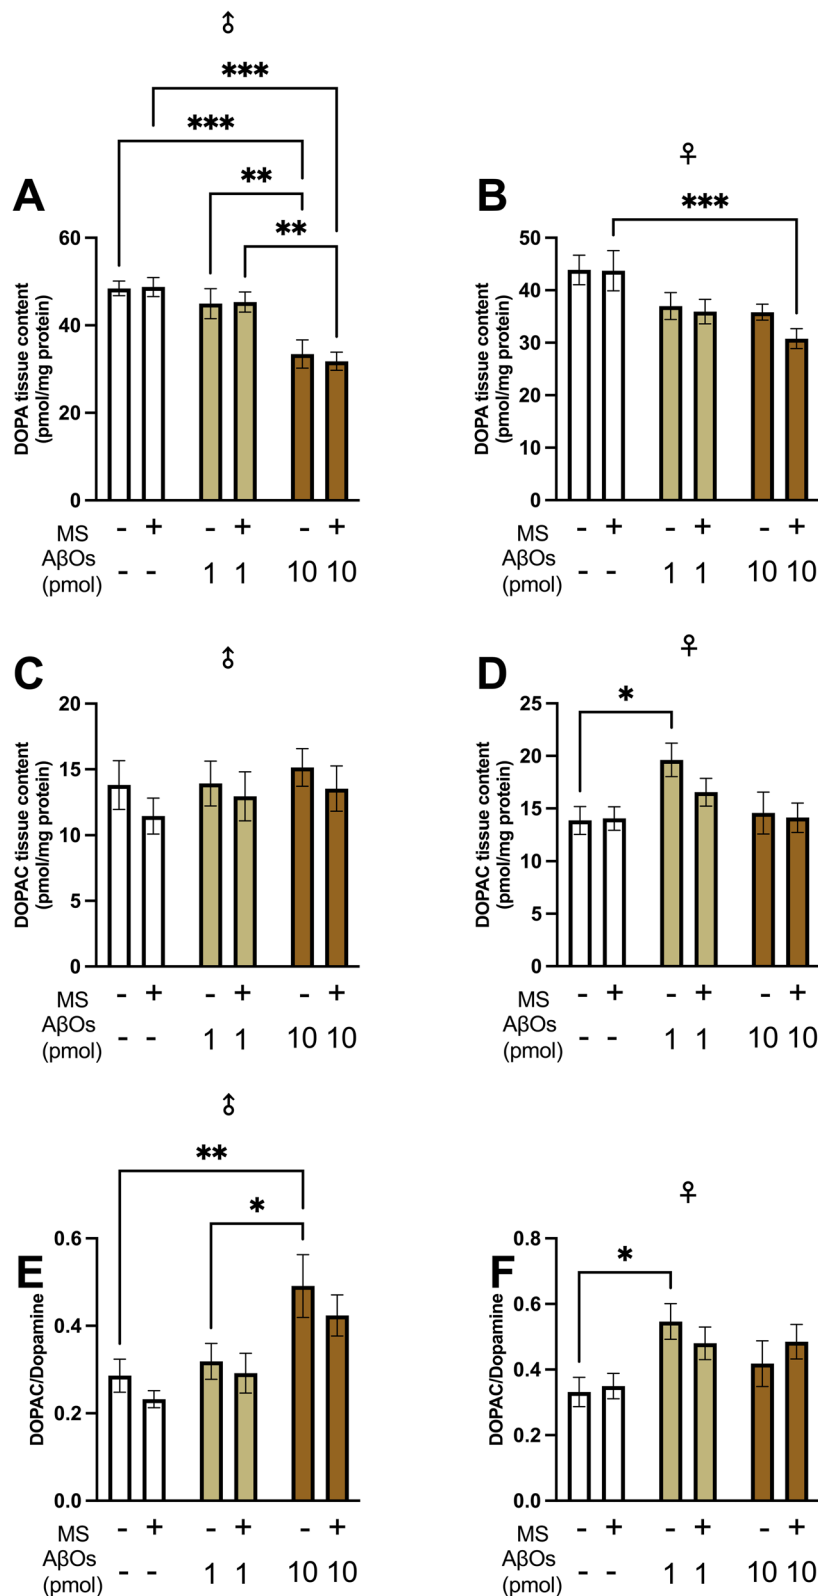 ♂
***
***
**
**
A
DOPA tissue content
(pmol/mg protein)
60
40
20
0
MS - + - + - +
AβOs
(pmol) - - 1 1 10 10
♀
***
B
DOPA tissue content
(pmol/mg protein)
50
40
30
20
10
0
MS - + - + - +
AβOs
(pmol) - - 1 1 10 10
♂
C
DOPAC tissue content
(pmol/mg protein)
20
15
10
5
0
MS - + - + - +
AβOs
(pmol) - - 1 1 10 10
♀
*
D
DOPAC tissue content
(pmol/mg protein)
25
20
15
10
5
0
MS - + - + - +
AβOs
(pmol) - - 1 1 10 10
♂
**
*
E
DOPAC/Dopamine
0.6
0.4
0.2
0.0
MS - + - + - +
AβOs
(pmol) - - 1 1 10 10
♀
*
F
DOPAC/Dopamine
0.8
0.6
0.4
0.2
0.0
MS - + - + - +
AβOs
(pmol) - - 1 1 10 10